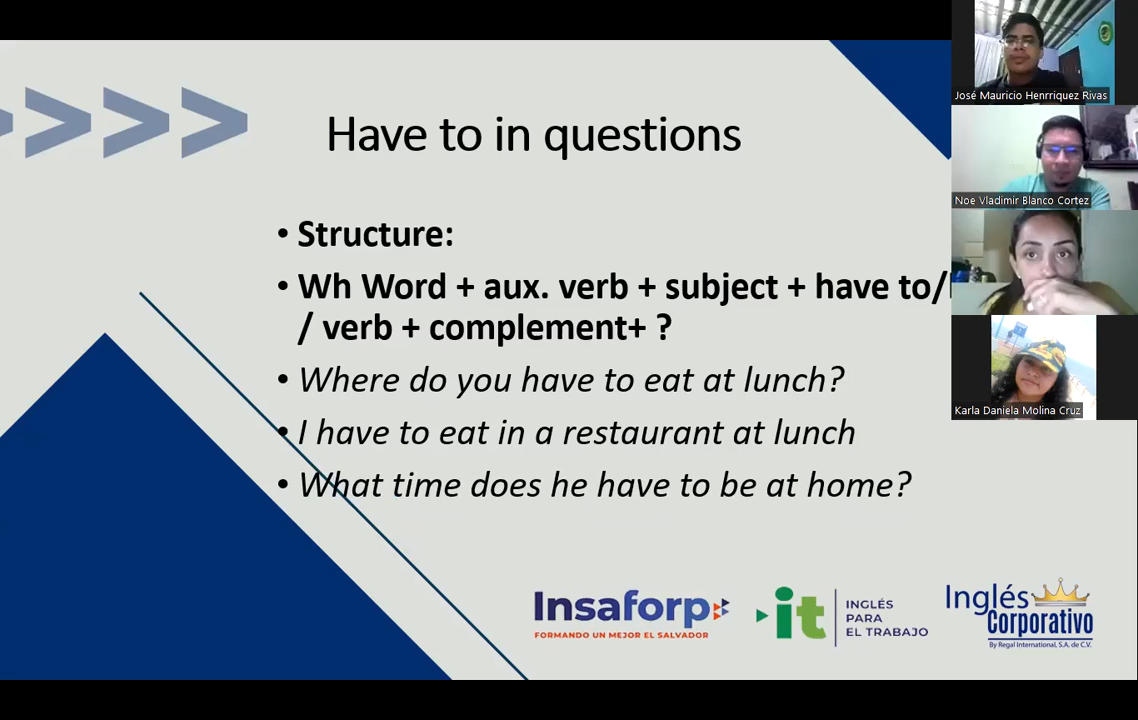 Have to in questions
• Structure:
• Wh Word + aux. verb + subject + have to/
/ verb + complement+ ?
• Where do you have to eat at lunch?
• I have to eat in a restaurant at lunch
• What time does he have to be at home?
José Mauricio Henrriquez Rivas
Noe Vladimir Blanco Cortez
Karla Daniela Molina Cruz
Insaforp
FORMANDO UN MEJOR EL SALVADOR
it
INGLÉS
PARA
EL TRABAJO
Inglés
Corporativo
By Regal International, S.A. de C.V.